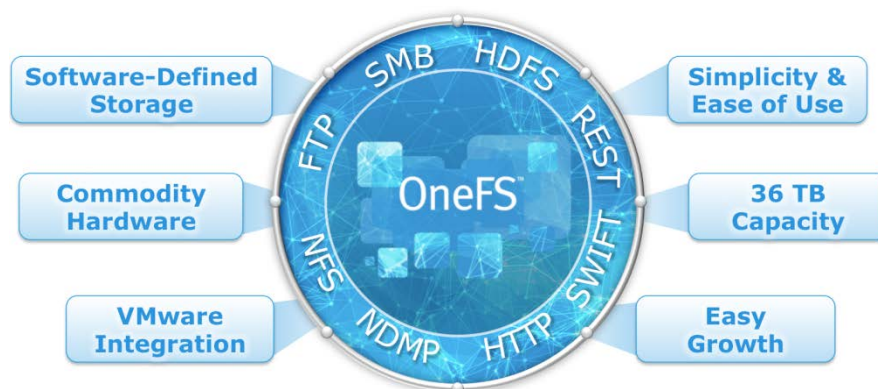 Software-Defined
Storage
Commodity
Hardware
VMware
Integration
SMB
HDFS
FTP
REST
OneFS™
NFS
SWIFT
NDMP
HTTP
Simplicity &
Ease of Use
36 TB
Capacity
Easy
Growth